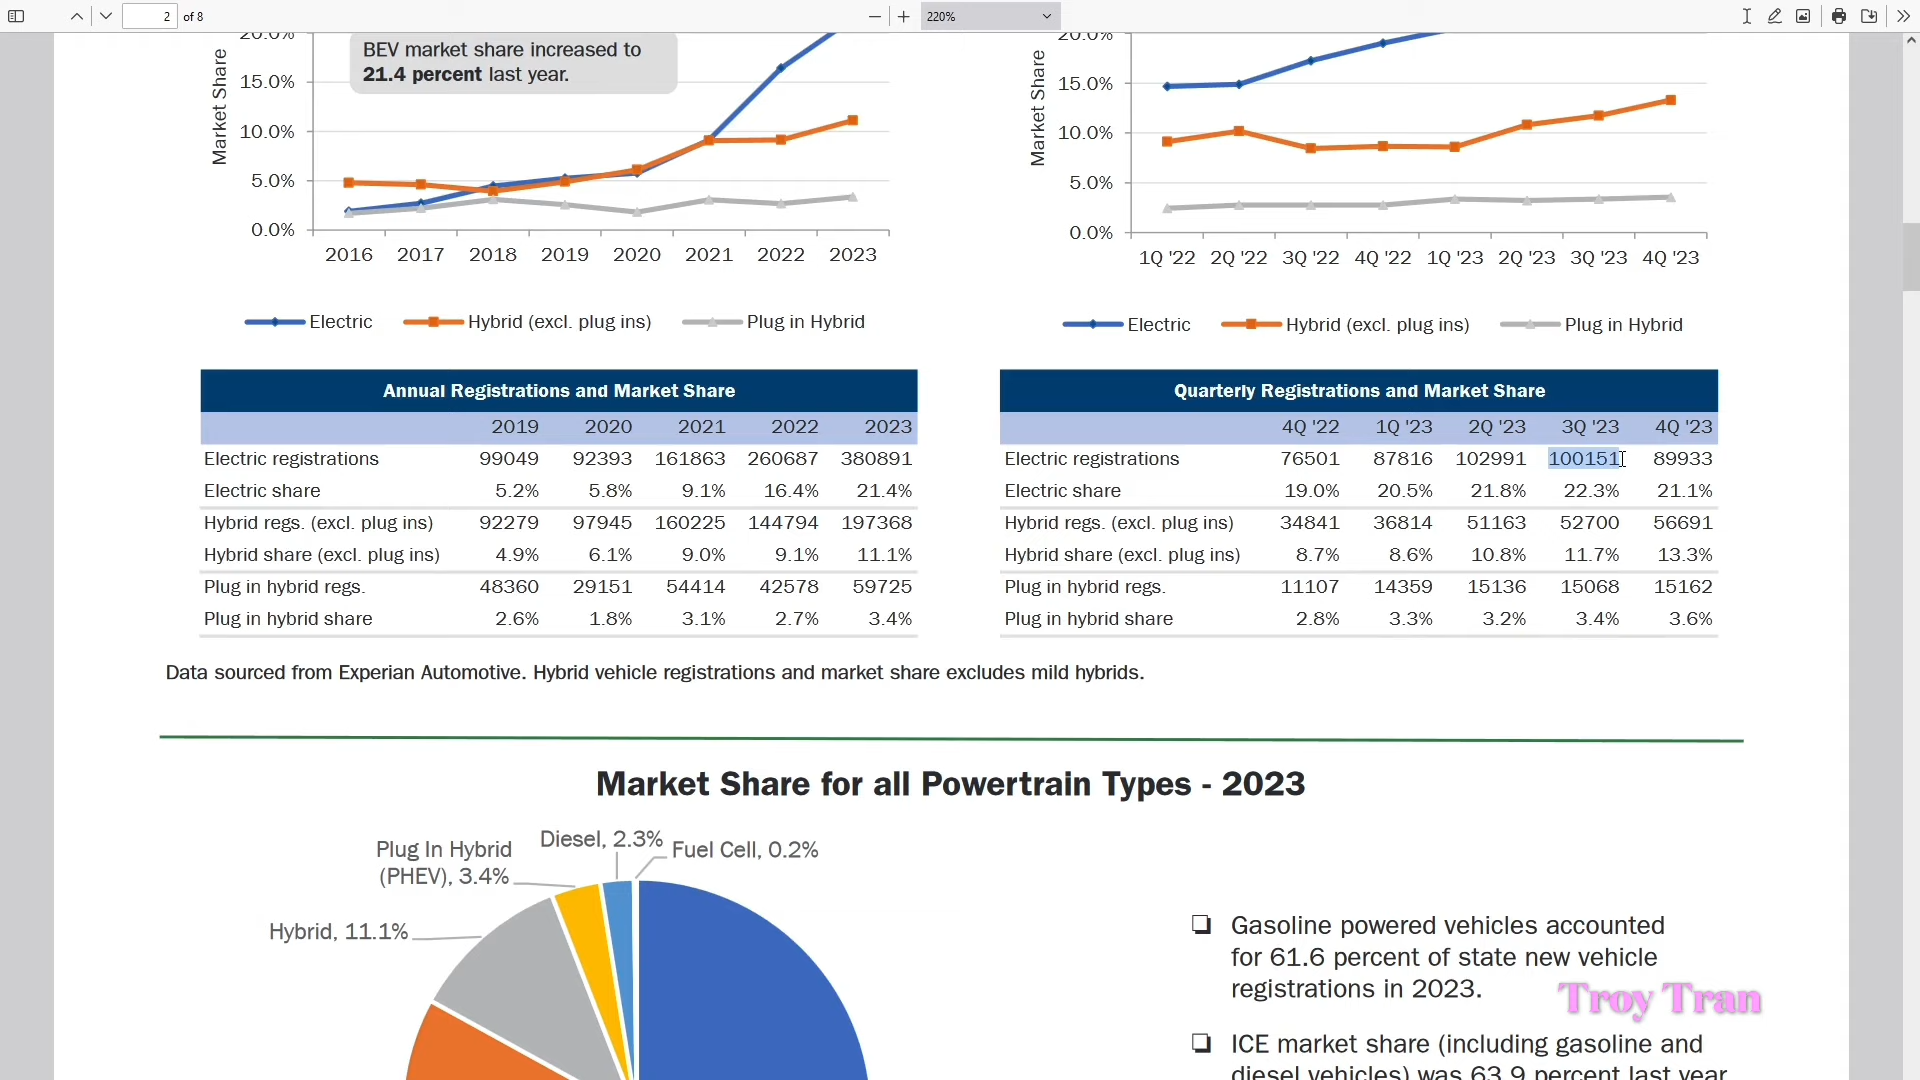 2 of 8
220%
20.0%
BEV market share increased to
21.4 percent last year.
15.0%
10.0%
5.0%
0.0%
Market Share
2016 2017 2018 2019 2020 2021 2022 2023
Electric Hybrid (excl. plug ins) Plug in Hybrid
20.0%
15.0%
10.0%
5.0%
0.0%
Market Share
1Q '22 2Q '22 3Q '22 4Q '22 1Q '23 2Q '23 3Q '23 4Q '23
Electric Hybrid (excl. plug ins) Plug in Hybrid
Annual Registrations and Market Share
2019 2020 2021 2022 2023
Electric registrations 99049 92393 161863 260687 380891
Electric share 5.2% 5.8% 9.1% 16.4% 21.4%
Hybrid regs. (excl. plug ins) 92279 97945 160225 144794 197368
Hybrid share (excl. plug ins) 4.9% 6.1% 9.0% 9.1% 11.1%
Plug in hybrid regs. 48360 29151 54414 42578 59725
Plug in hybrid share 2.6% 1.8% 3.1% 2.7% 3.4%
Quarterly Registrations and Market Share
4Q '22 1Q '23 2Q '23 3Q '23 4Q '23
Electric registrations 76501 87816 102991 100151 89933
Electric share 19.0% 20.5% 21.8% 22.3% 21.1%
Hybrid regs. (excl. plug ins) 34841 36814 51163 52700 56691
Hybrid share (excl. plug ins) 8.7% 8.6% 10.8% 11.7% 13.3%
Plug in hybrid regs. 11107 14359 15136 15068 15162
Plug in hybrid share 2.8% 3.3% 3.2% 3.4% 3.6%
Data sourced from Experian Automotive. Hybrid vehicle registrations and market share excludes mild hybrids.
Market Share for all Powertrain Types - 2023
Plug In Hybrid
(PHEV), 3.4%
Diesel, 2.3%
Fuel Cell, 0.2%
Hybrid, 11.1%
Gasoline powered vehicles accounted
for 61.6 percent of state new vehicle
registrations in 2023.
Troy Tran
ICE market share (including gasoline and
diesel vehicles) was 63.9 percent last year